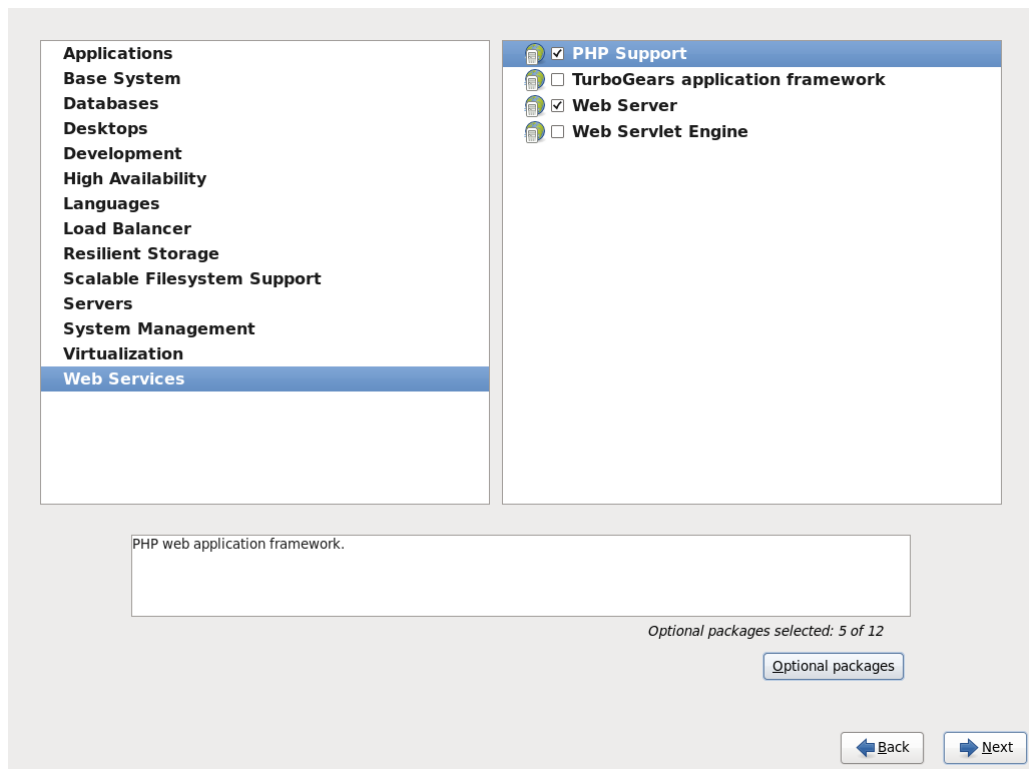 Applications
Base System
Databases
Desktops
Development
High Availability
Languages
Load Balancer
Resilient Storage
Scalable Filesystem Support
Servers
System Management
Virtualization
Web Services
PHP Support
TurboGears application framework
Web Server
Web Servlet Engine
PHP web application framework.
Optional packages selected: 5 of 12
Optional packages
Back
Next